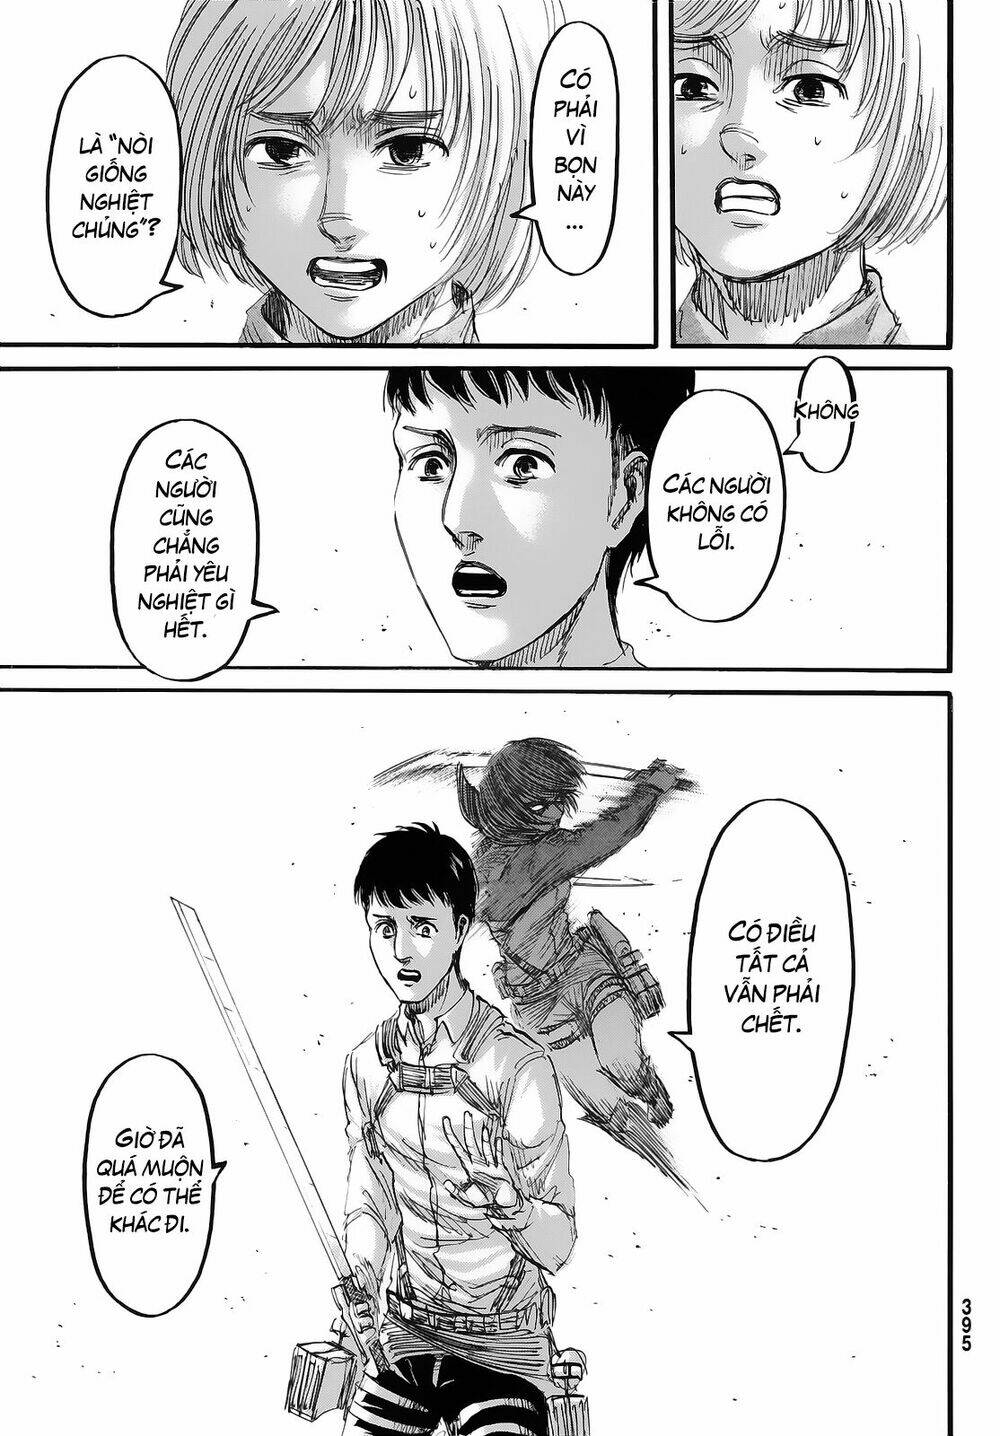 CÓ
PHẢI
VÌ
BỌN
NÀY
...
LÀ "NÒI
GIỐNG
NGHIỆT
CHỦNG"?
KHÔNG
CÁC NGƯỜI
KHÔNG CÓ
LỖI.
CÁC
NGƯỜI
CŨNG
CHẲNG
PHẢI YÊU
NGHIỆT GÌ
HẾT.
CÓ ĐIỀU
TẤT CẢ
VẪN PHẢI
CHẾT.
GIỜ ĐÃ
QUÁ MUỘN
ĐỂ CÓ THỂ
KHÁC ĐI.
395